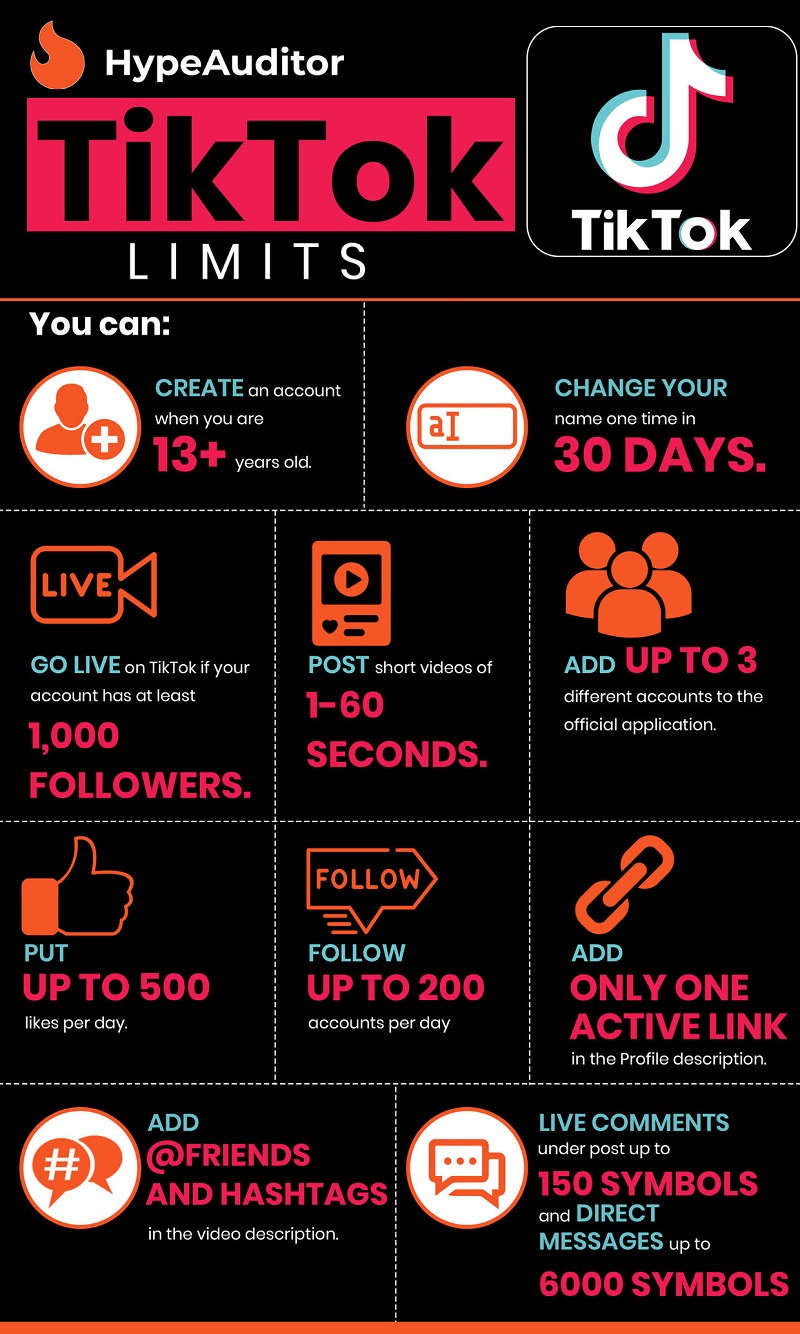 HypeAuditor
TikTok
LIMITS
TikTok
You can:
CREATE an account
when you are
13+ years old.
aI
CHANGE YOUR
name one time in
30 DAYS.
LIVE
GO LIVE on TikTok if your
account has at least
1,000
FOLLOWERS.
POST short videos of
1-60
SECONDS.
ADD UP TO 3
different accounts to the
official application.
PUT
UP TO 500
likes per day.
FOLLOW
FOLLOW
UP TO 200
accounts per day
ADD
ONLY ONE
ACTIVE LINK
in the Profile description.
#
ADD
@FRIENDS
AND HASHTAGS
in the video description.
LIVE COMMENTS
under post up to
150 SYMBOLS
and DIRECT
MESSAGES up to
6000 SYMBOLS